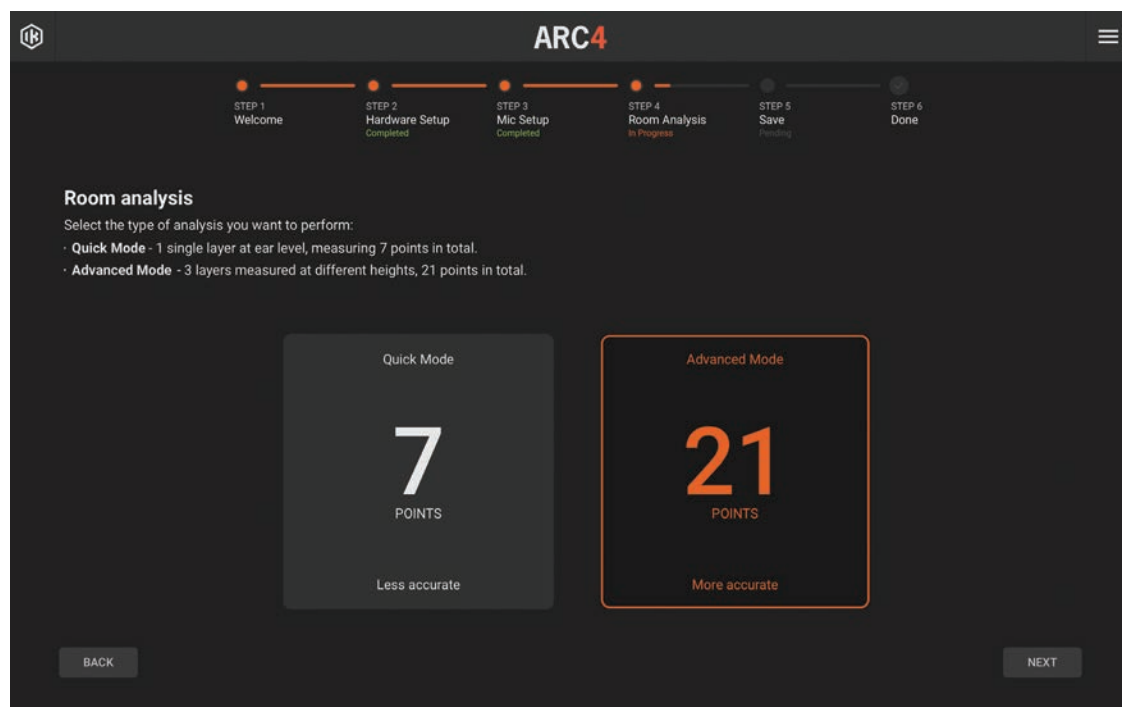 IK
ARC4
STEP 1
Welcome
STEP 2
Hardware Setup
Completed
STEP 3
Mic Setup
Completed
STEP 4
Room Analysis
In Progress
STEP 5
Save
Pending
STEP 6
Done
Room analysis
Select the type of analysis you want to perform:
· Quick Mode - 1 single layer at ear level, measuring 7 points in total.
· Advanced Mode - 3 layers measured at different heights, 21 points in total.
Quick Mode
7
POINTS
Less accurate
Advanced Mode
21
POINTS
More accurate
BACK
NEXT